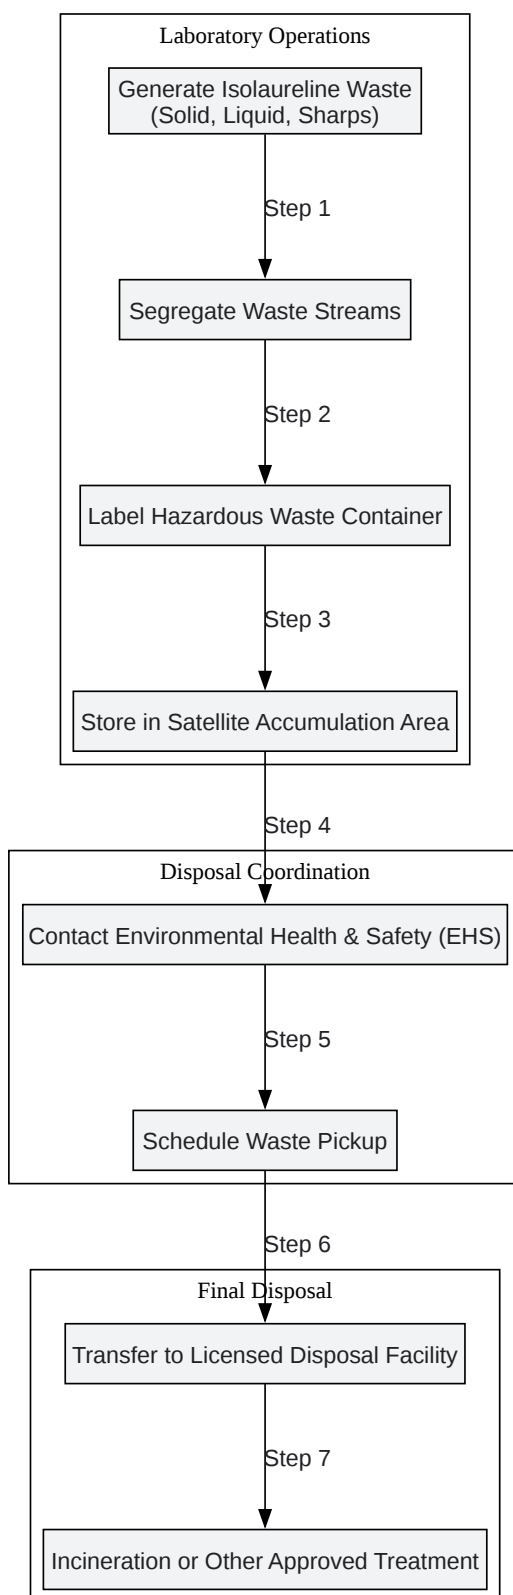 Laboratory Operations
Generate Isolaureline Waste
(Solid, Liquid, Sharps)
Step 1
Segregate Waste Streams
Step 2
Label Hazardous Waste Container
Step 3
Store in Satellite Accumulation Area
Step 4
Disposal Coordination
Contact Environmental Health & Safety (EHS)
Step 5
Schedule Waste Pickup
Step 6
Final Disposal
Transfer to Licensed Disposal Facility
Step 7
Incineration or Other Approved Treatment